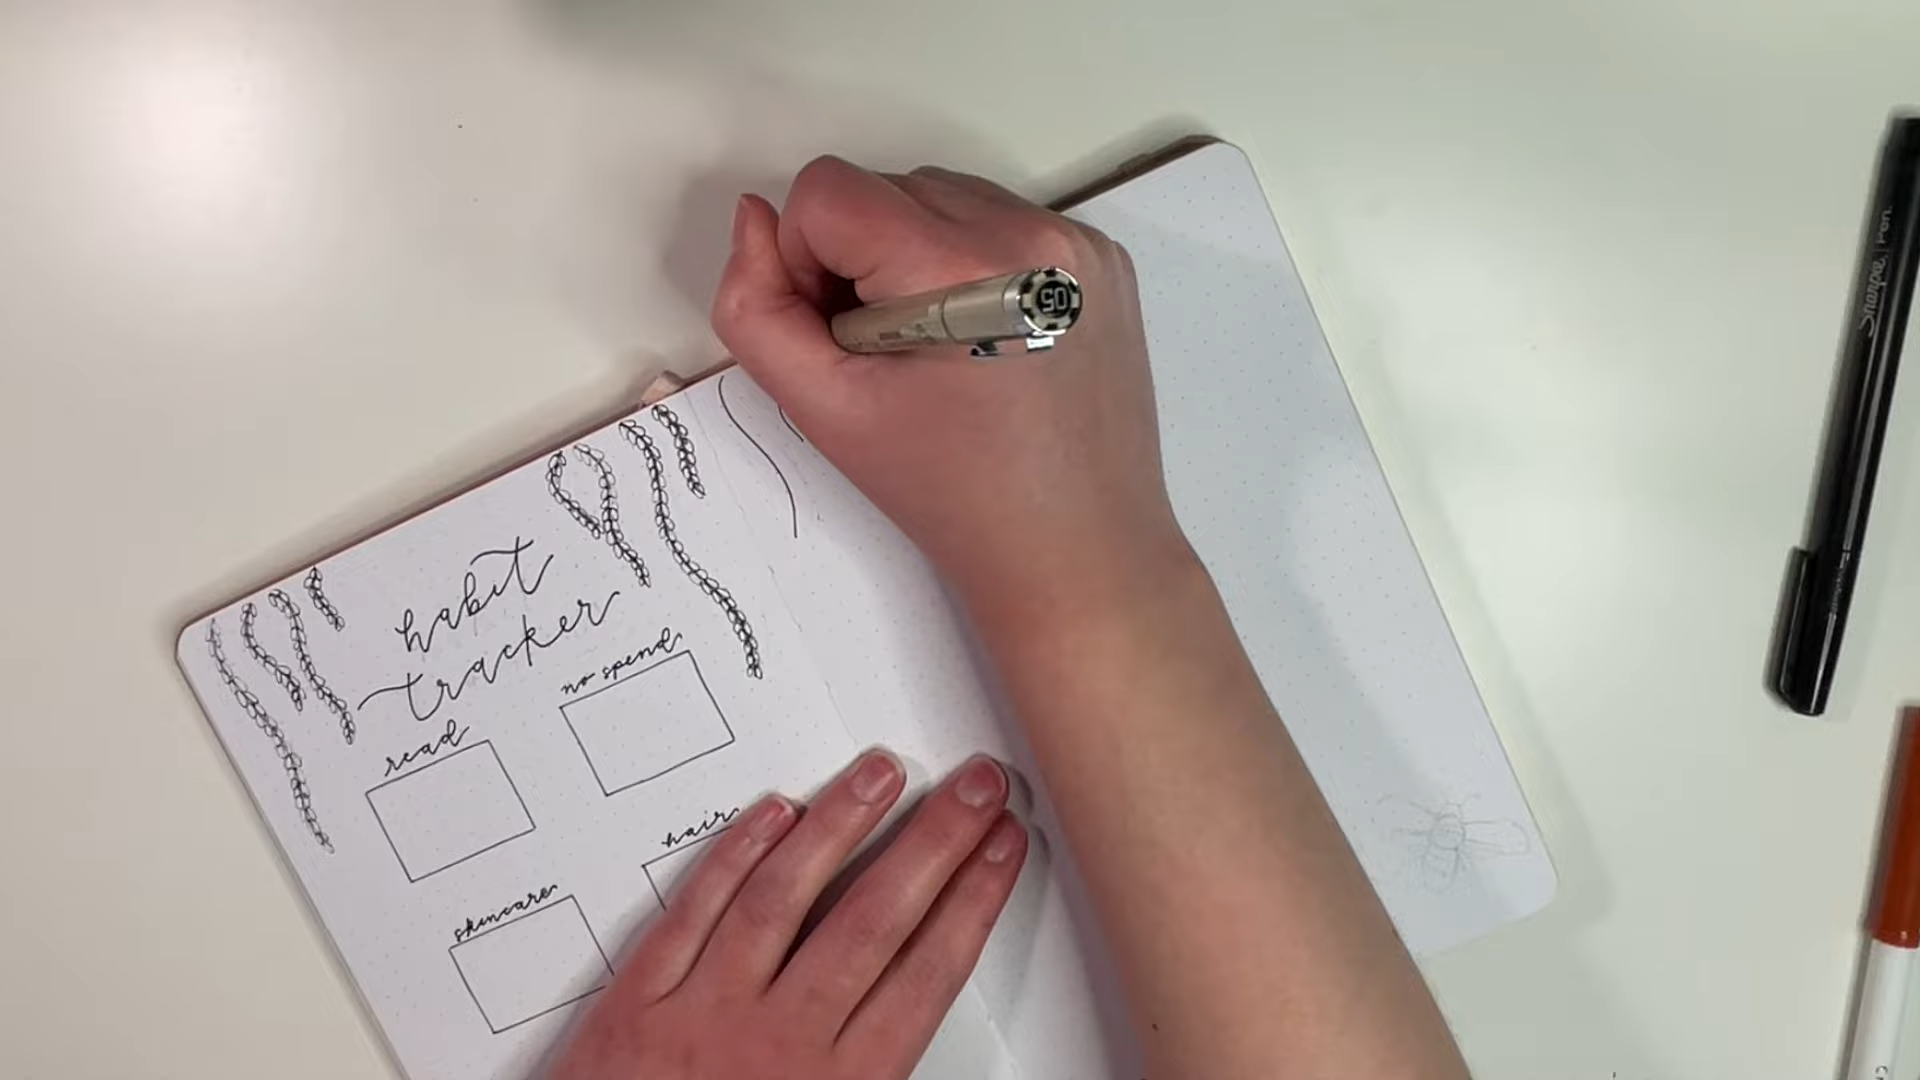 habit
tracker
read
no spend
skincare
hair
05
Sharpie Pen.